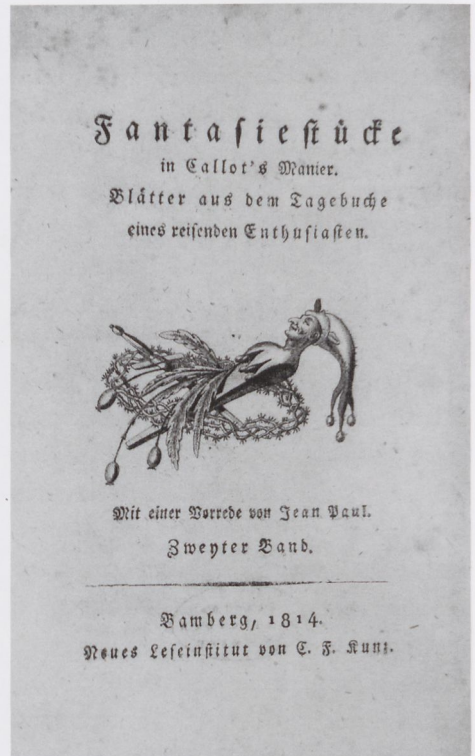 Fantasiestücke
in Callot's Manier.
Blätter aus dem Tagebuche
eines reisenden Enthusiasten.
Mit einer Vorrede von Jean Paul.
Zweyter Band.
Bamberg, 1814.
Neues Leseinstitut von C. F. Kunz.